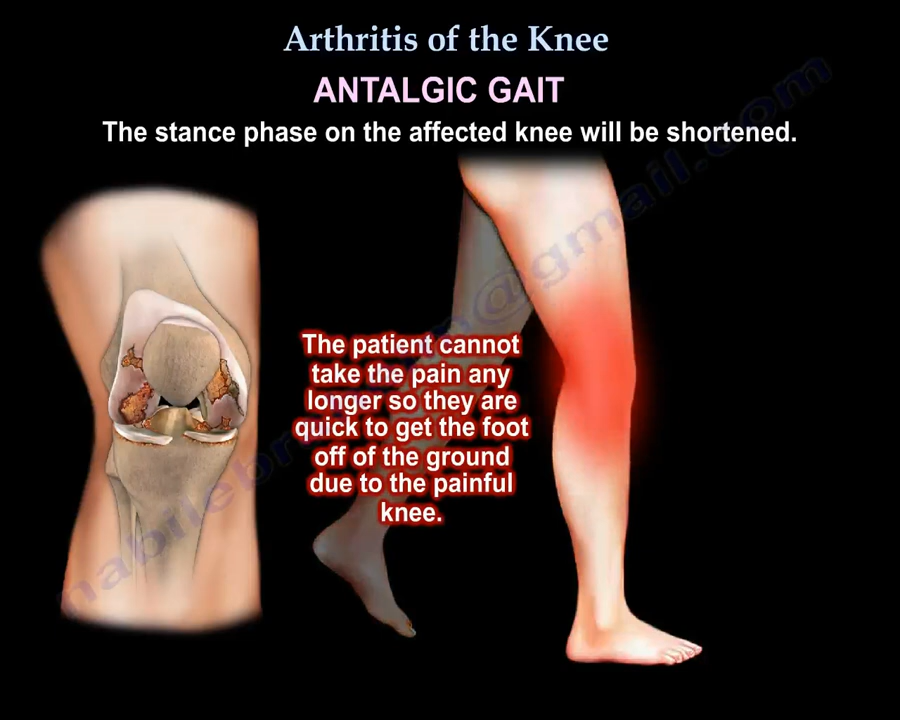 Arthritis of the Knee
ANTALGIC GAIT
The stance phase on the affected knee will be shortened.
The patient cannot
take the pain any
longer so they are
quick to get the foot
off of the ground
due to the painful
knee.